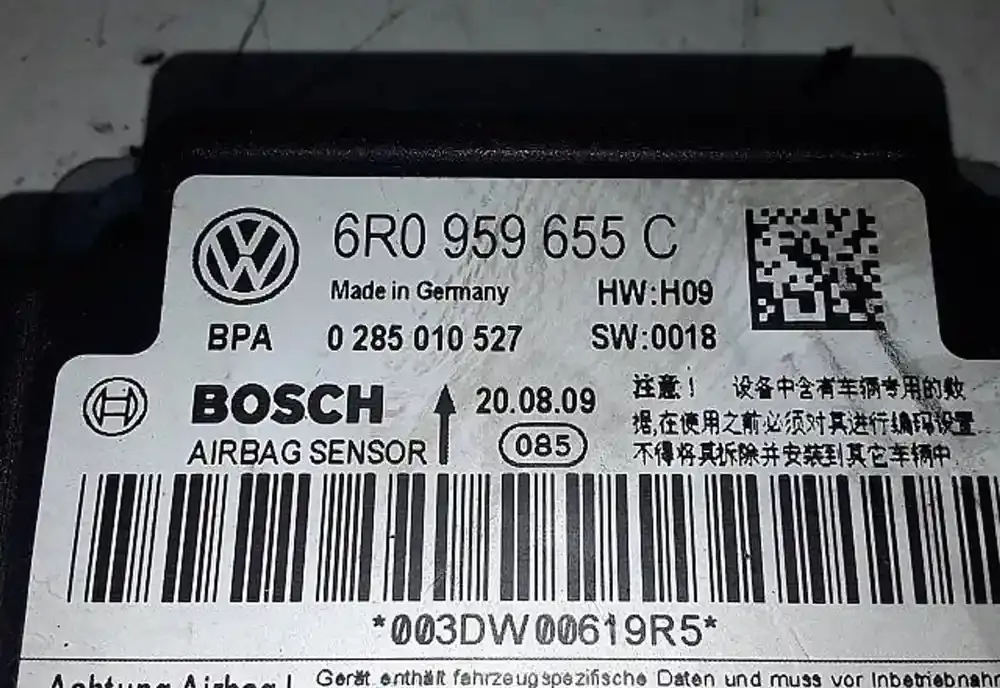 6R0 959 655 C
Made in Germany HW:H09
BPA 0 285 010 527 SW:0018
BOSCH 20.08.09
AIRBAG SENSOR 085
注意! 设备中含有车辆专用的数
据,在使用之前必须对其进行编码设置
不得将其拆除并安装到其它车辆中
*003DW00619R5*
Achtung Airbag! Gerät enthält fahrzeugspezifische Daten und muss vor Inbetriebnahm